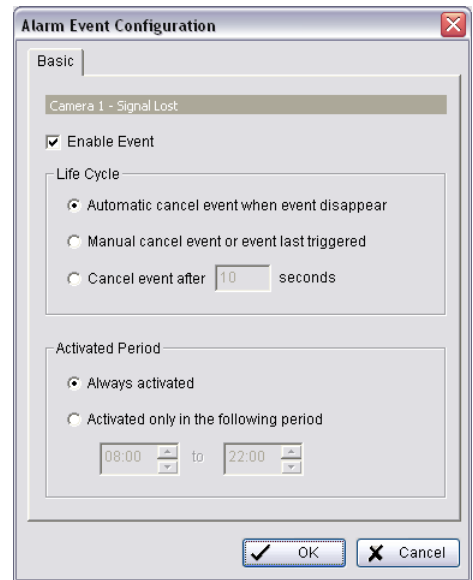 Alarm Event Configuration
Basic
Camera 1 - Signal Lost
Enable Event
Life Cycle
Automatic cancel event when event disappear
Manual cancel event or event last triggered
Cancel event after 10 seconds
Activated Period
Always activated
Activated only in the following period
08:00 to 22:00
OK Cancel